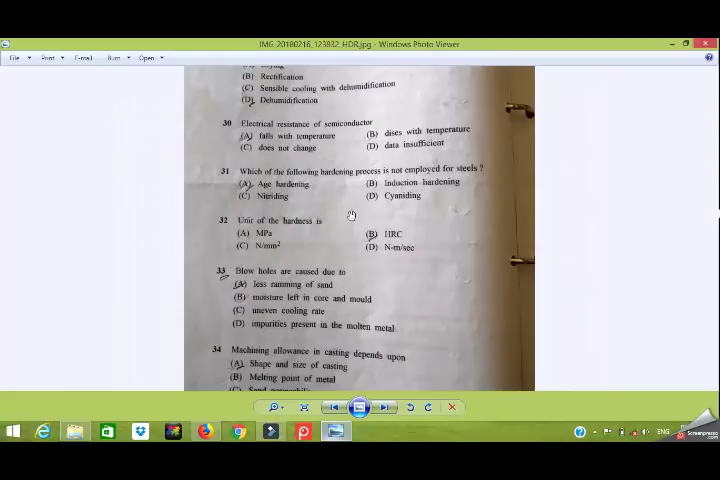 IMG_20180216_123832_HDR.jpg - Windows Photo Viewer
File Print E-mail Burn Open
(B) Rectification
(C) Sensible cooling with dehumidification
(D) Dehumidification
30 Electrical resistance of semiconductor
(A) falls with temperature (B) dises with temperature
(C) does not change (D) data insufficient
31 Which of the following hardening process is not employed for steels ?
(A) Age hardening (B) Induction hardening
(C) Nitriding (D) Cyaniding
32 Unit of the hardness is
(A) MPa (B) HRC
(C) N/mm² (D) N-m/sec
33 Blow holes are caused due to
(A) less ramming of sand
(B) moisture left in core and mould
(C) uneven cooling rate
(D) impurities present in the molten metal
34 Machining allowance in casting depends upon
(A) Shape and size of casting
(B) Melting point of metal
ENG
Screenpresso
.com